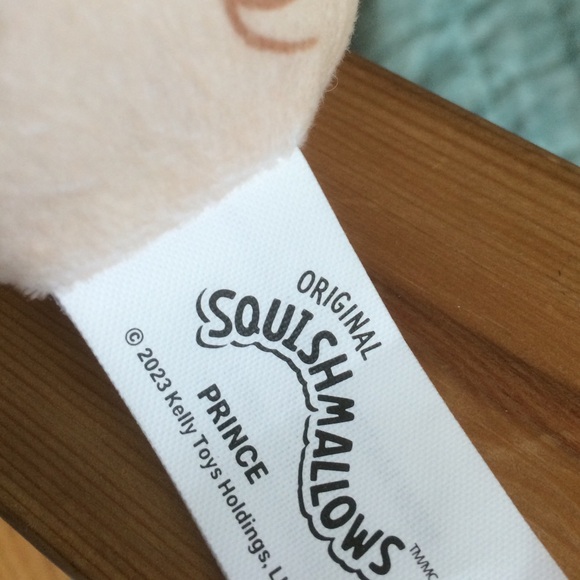 ORIGINAL
SQUISHMALLOWS
TM/MC
PRINCE
© 2023 Kelly Toys Holdings,